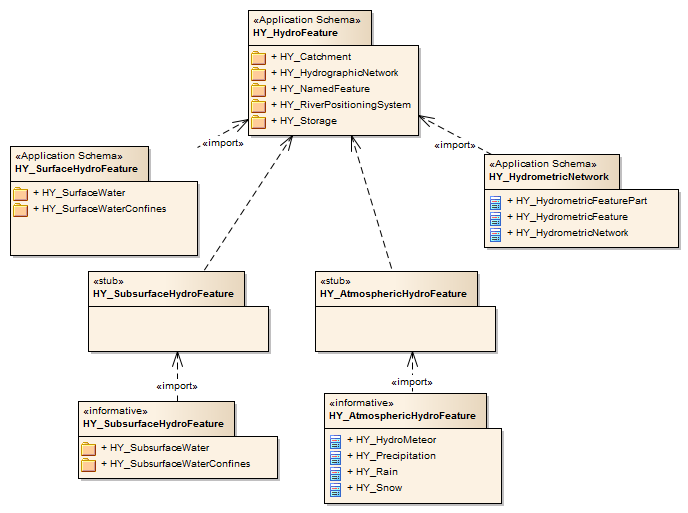 «Application Schema»
HY_HydroFeature
+ HY_Catchment
+ HY_HydrographicNetwork
+ HY_NamedFeature
+ HY_RiverPositioningSystem
+ HY_Storage
«import»
«import»
«Application Schema»
HY_SurfaceHydroFeature
+ HY_SurfaceWater
+ HY_SurfaceWaterConfines
«Application Schema»
HY_HydrometricNetwork
+ HY_HydrometricFeaturePart
+ HY_HydrometricFeature
+ HY_HydrometricNetwork
«stub»
HY_SubsurfaceHydroFeature
«stub»
HY_AtmosphericHydroFeature
«import»
«import»
«informative»
HY_SubsurfaceHydroFeature
+ HY_SubsurfaceWater
+ HY_SubsurfaceWaterConfines
«informative»
HY_AtmosphericHydroFeature
+ HY_HydroMeteor
+ HY_Precipitation
+ HY_Rain
+ HY_Snow